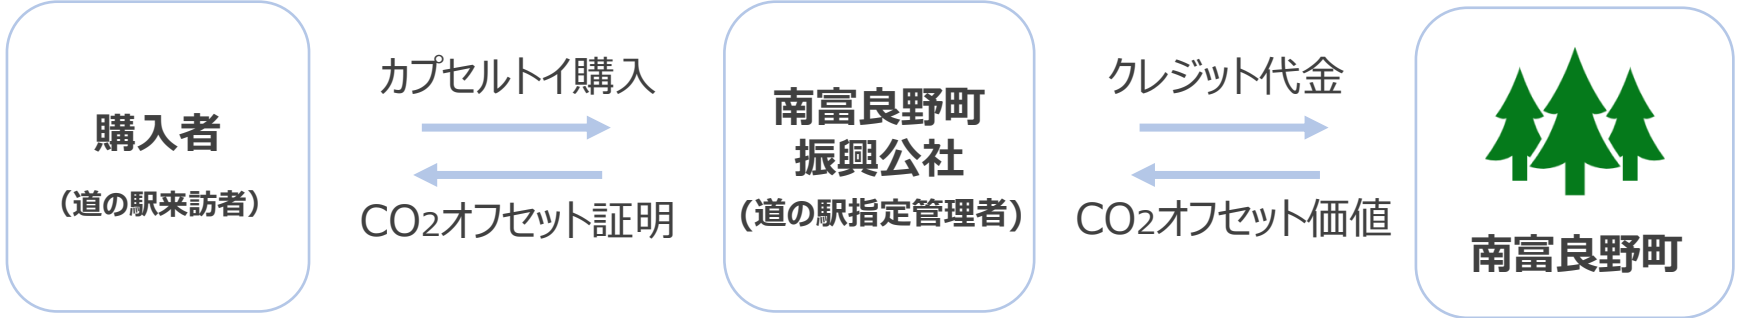 購入者
（道の駅来訪者）
カプセルトイ購入
CO2オフセット証明
南富良野町
振興公社
(道の駅指定管理者)
クレジット代金
CO2オフセット価値
南富良野町